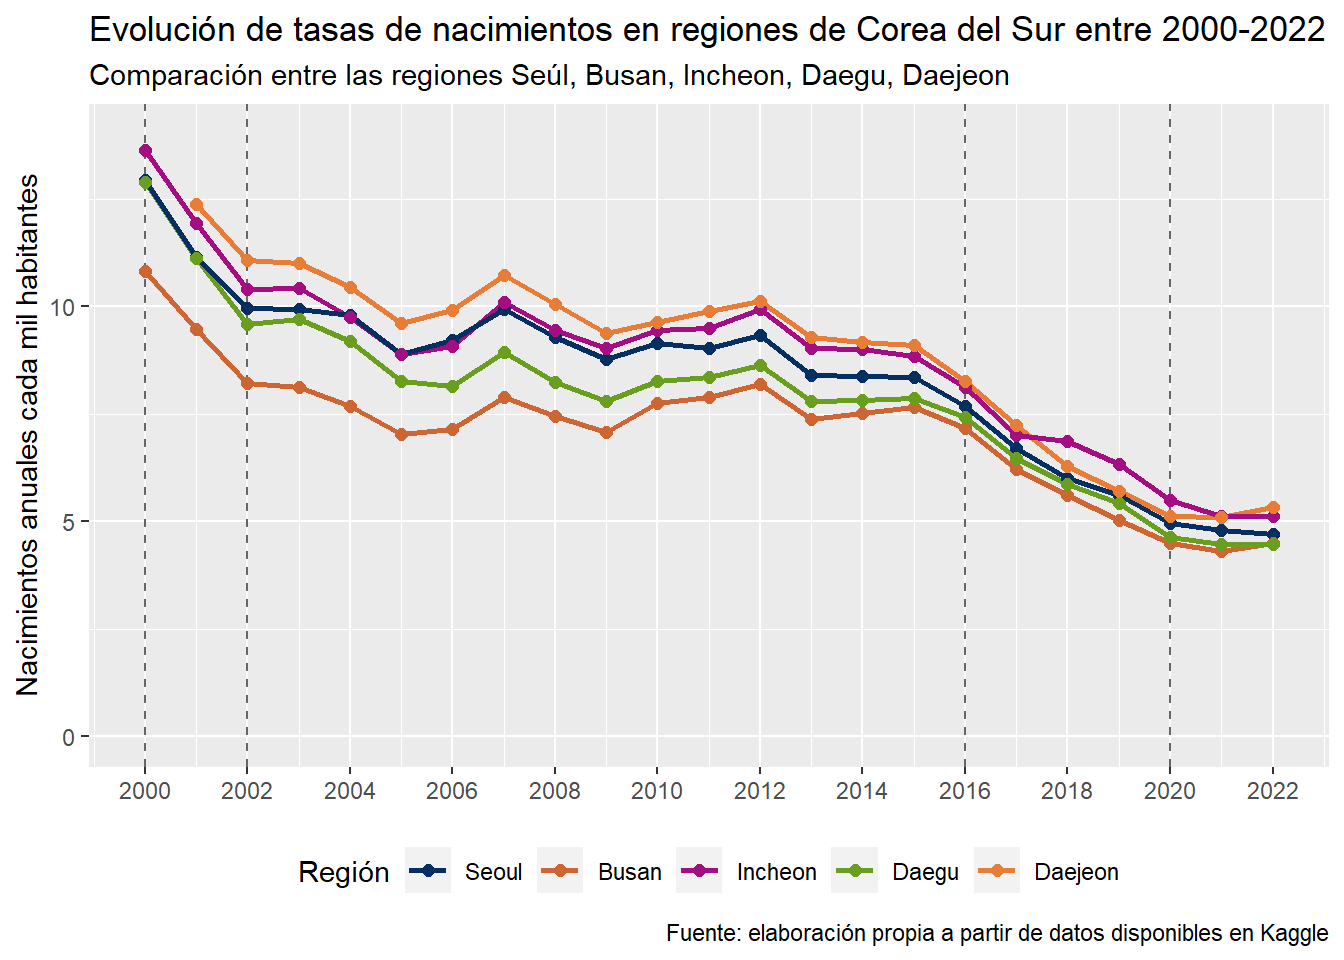 Evolución de tasas de nacimientos en regiones de Corea del Sur entre 2000-2022
Comparación entre las regiones Seúl, Busan, Incheon, Daegu, Daejeon
Nacimientos anuales cada mil habitantes
10
5
0
2000 2002 2004 2006 2008 2010 2012 2014 2016 2018 2020 2022
Región Seoul Busan Incheon Daegu Daejeon
Fuente: elaboración propia a partir de datos disponibles en Kaggle